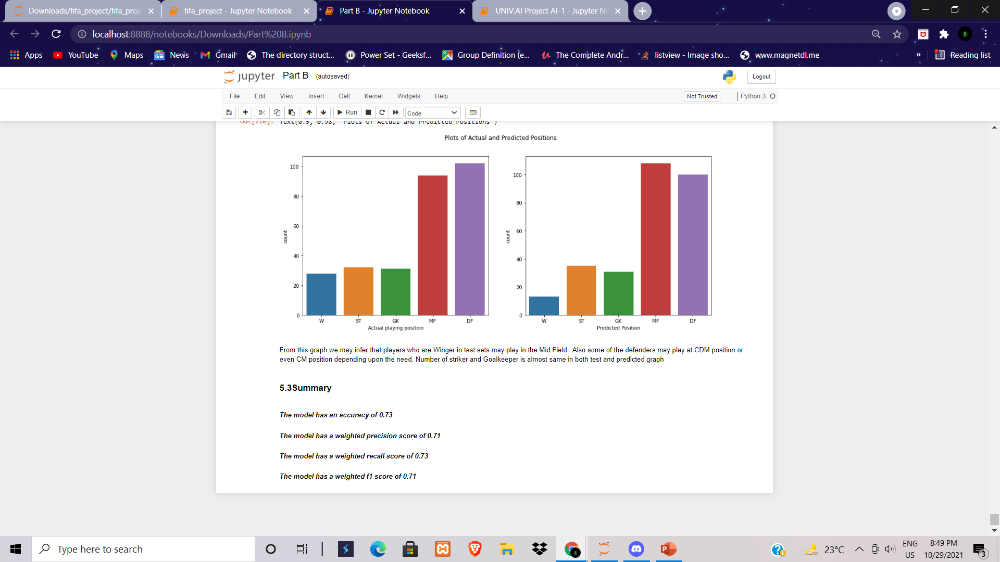 Downloads/fifa_project/fifa_proje
fifa_project - Jupyter Notebook
Part B - Jupyter Notebook
UNIV.AI Project AI-1 - Jupyter No
localhost:8888/notebooks/Downloads/Part%20B.ipynb
Apps
YouTube
Maps
News
Gmail
The directory struct...
Power Set - Geeksf...
Group Definition (e...
The Complete Andr...
listview - Image sho...
www.magnetdl.me
»
Reading list
jupyter Part B (autosaved)
Logout
File Edit View Insert Cell Kernel Widgets Help
Not Trusted
Python 3
Run
Code
Out[710]: Text(0.5, 0.98, 'Plots of Actual and Predicted Positions')
Plots of Actual and Predicted Positions
100
80
60
40
20
0
count
W ST GK MF DF
Actual playing position
100
80
60
40
20
0
count
W ST GK MF DF
Predicted Position
From this graph we may infer that players who are Winger in test sets may play in the Mid Field . Also some of the defenders may play at CDM position or
even CM position depending upon the need. Number of striker and Goalkeeper is almost same in both test and predicted graph
5.3Summary
The model has an accuracy of 0.73
The model has a weighted precision score of 0.71
The model has a weighted recall score of 0.73
The model has a weighted f1 score of 0.71
Type here to search
23°C
ENG
US
8:49 PM
10/29/2021
3